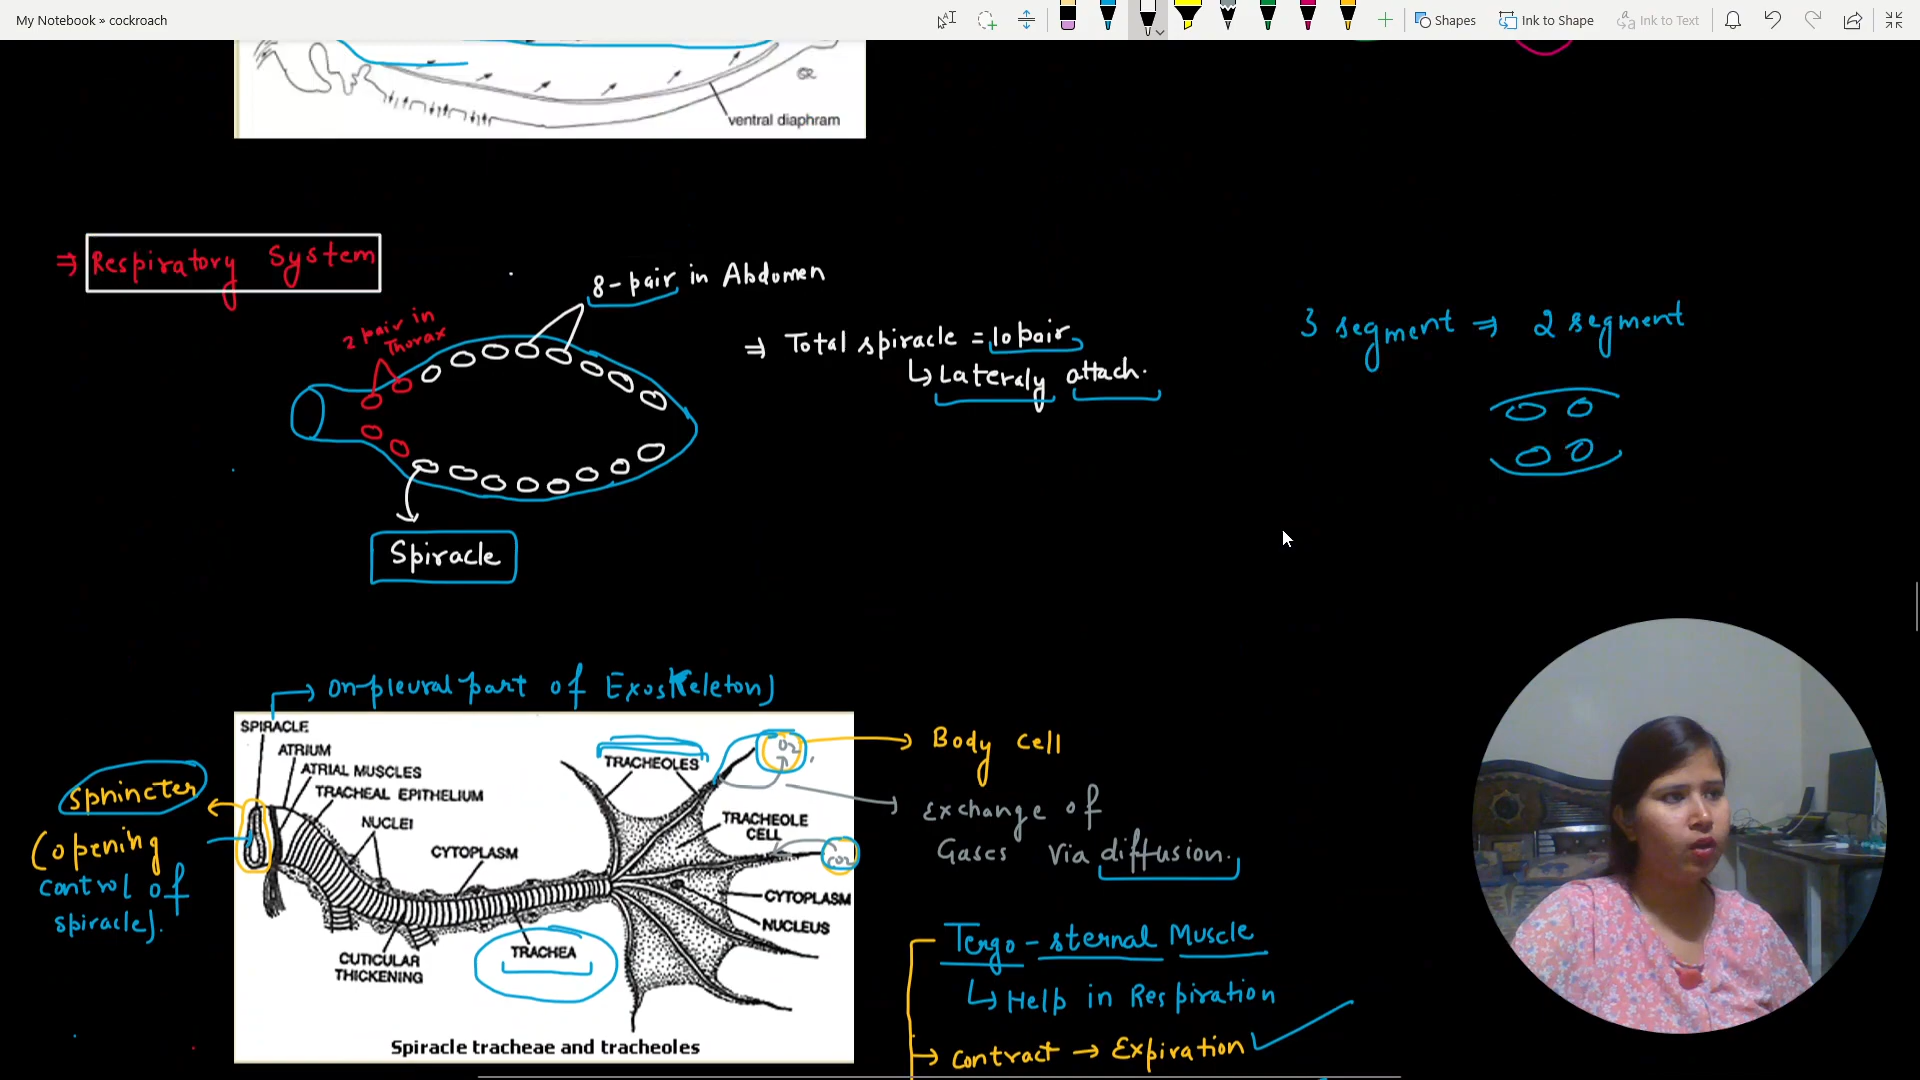 My Notebook » cockroach
Shapes
Ink to Shape
Ink to Text
ventral diaphram
⇒ Respiratory System
2 pair in
Thorax
8-pair in Abdomen
⇒ Total spiracle = 10 pair
↳ Lateraly attach.
3 segment ⇒ 2 segment
Spiracle
→ on pleural part of Exoskeleton)
SPIRACLE
ATRIUM
ATRIAL MUSCLES
TRACHEAL EPITHELIUM
NUCLEI
CYTOPLASM
TRACHEOLES
O2
TRACHEOLE
CELL
CO2
CYTOPLASM
NUCLEUS
TRACHEA
CUTICULAR
THICKENING
Spiracle tracheae and tracheoles
Sphincter
(opening
control of
spiracle).
→ Body cell
→ Exchange of
Gases via diffusion.
Tergo - sternal Muscle
↳ Help in Respiration
→ contract → Expiration